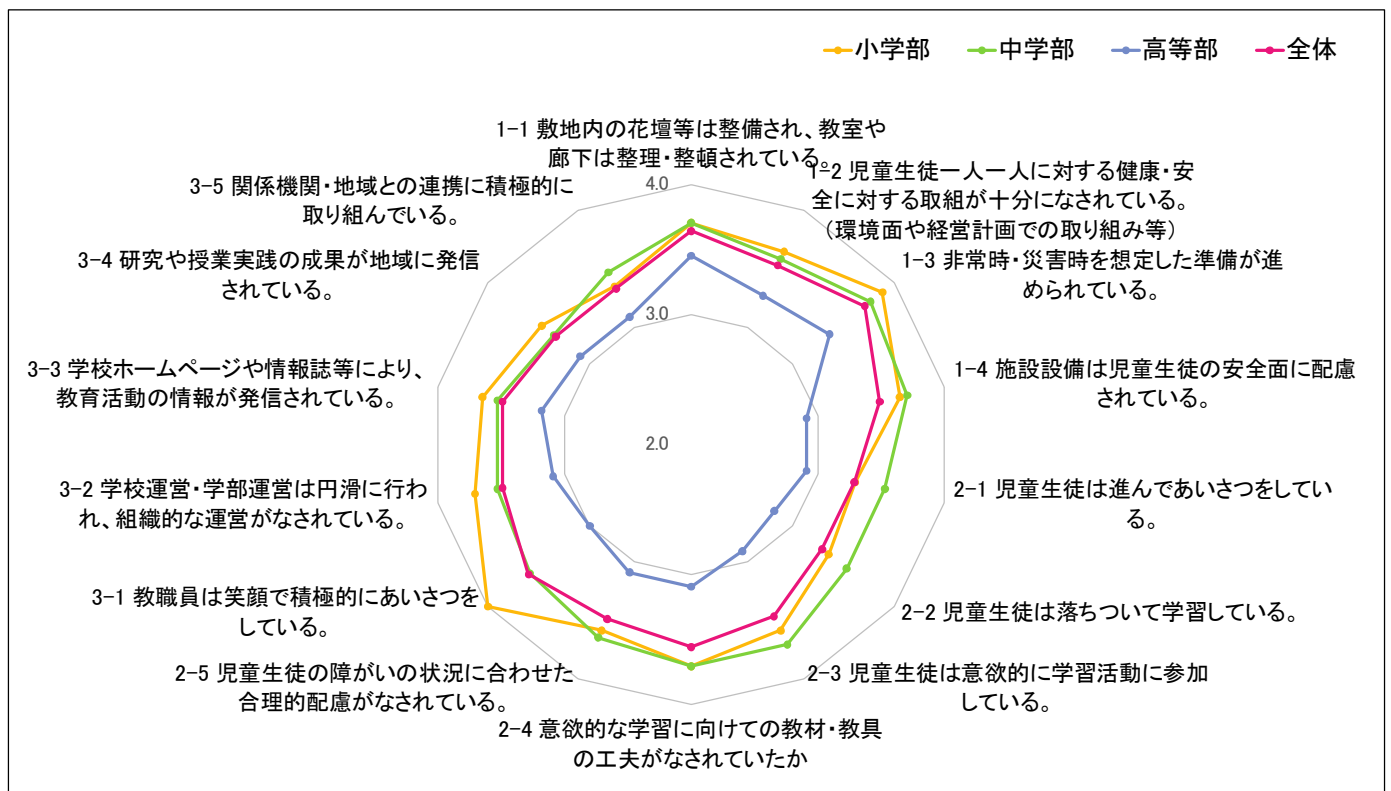 小学部
中学部
高等部
全体
1-1 敷地内の花壇等は整備され、教室や
廊下は整理・整頓されている。
1-2 児童生徒一人一人に対する健康・安
全に対する取組が十分になされている。
（環境面や経営計画での取り組み等）
1-3 非常時・災害時を想定した準備が進
められている。
1-4 施設設備は児童生徒の安全面に配慮
されている。
2-1 児童生徒は進んであいさつをしてい
る。
2-2 児童生徒は落ちついて学習している。
2-3 児童生徒は意欲的に学習活動に参加
している。
2-4 意欲的な学習に向けての教材・教具
の工夫がなされていたか
2-5 児童生徒の障がいの状況に合わせた
合理的配慮がなされている。
3-1 教職員は笑顔で積極的にあいさつを
している。
3-2 学校運営・学部運営は円滑に行わ
れ、組織的な運営がなされている。
3-3 学校ホームページや情報誌等により、
教育活動の情報が発信されている。
3-4 研究や授業実践の成果が地域に発信
されている。
3-5 関係機関・地域との連携に積極的に
取り組んでいる。
4.0
3.0
2.0